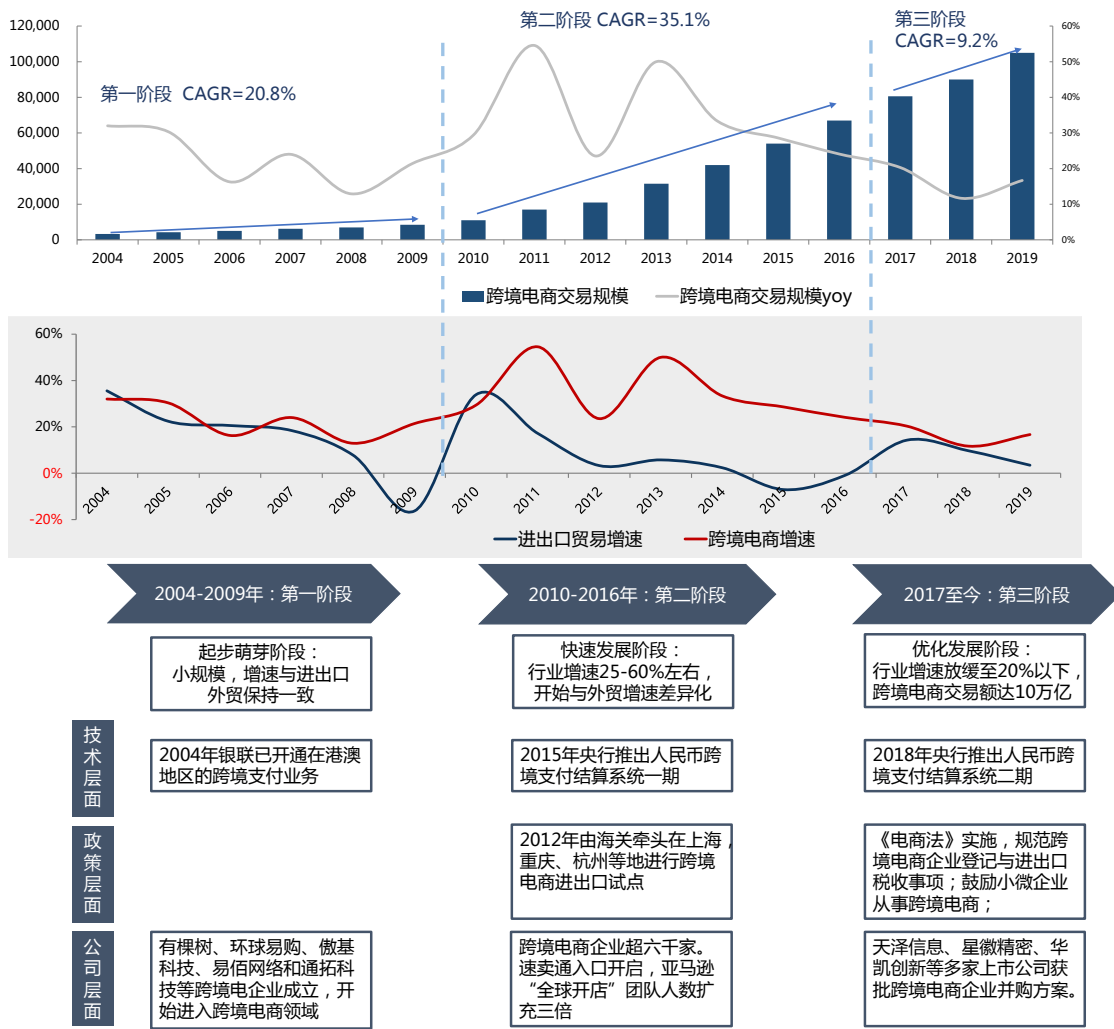 第一阶段 CAGR=20.8%
第二阶段 CAGR=35.1%
第三阶段
CAGR=9.2%
120,000
100,000
80,000
60,000
40,000
20,000
0
60%
50%
40%
30%
20%
10%
0%
2004 2005 2006 2007 2008 2009 2010 2011 2012 2013 2014 2015 2016 2017 2018 2019
跨境电商交易规模 跨境电商交易规模yoy
60%
40%
20%
0%
-20%
2004 2005 2006 2007 2008 2009 2010 2011 2012 2013 2014 2015 2016 2017 2018 2019
进出口贸易增速 跨境电商增速
2004-2009年：第一阶段
2010-2016年：第二阶段
2017至今：第三阶段
起步萌芽阶段：
小规模，增速与进出口
外贸保持一致
快速发展阶段：
行业增速25-60%左右，
开始与外贸增速差异化
优化发展阶段：
行业增速放缓至20%以下，
跨境电商交易额达10万亿
技术层面
2004年银联已开通在港澳
地区的跨境支付业务
2015年央行推出人民币跨
境支付结算系统一期
2018年央行推出人民币跨
境支付结算系统二期
政策层面
2012年由海关牵头在上海，
重庆、杭州等地进行跨境
电商进出口试点
《电商法》实施，规范跨
境电商企业登记与进出口
税收事项；鼓励小微企业
从事跨境电商；
公司层面
有棵树、环球易购、傲基
科技、易佰网络和通拓科
技等跨境电企业成立，开
始进入跨境电商领域
跨境电商企业超六千家。
速卖通入口开启，亚马逊
“全球开店”团队人数扩
充三倍
天泽信息、星徽精密、华
凯创新等多家上市公司获
批跨境电商企业并购方案。